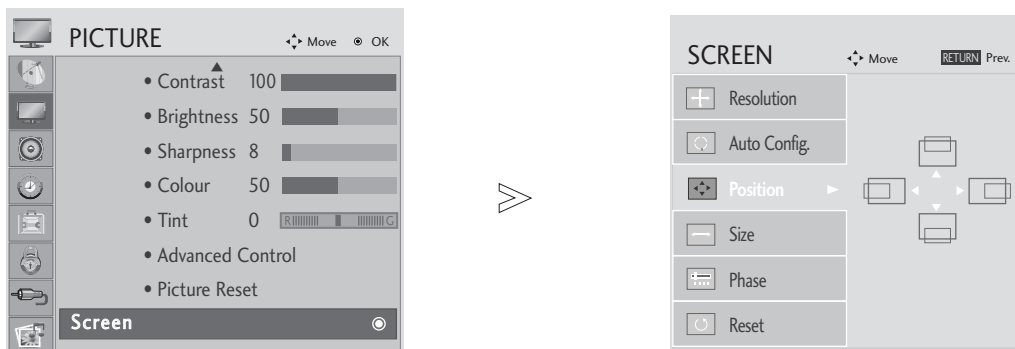 PICTURE
Move OK
• Contrast 100
• Brightness 50
• Sharpness 8
• Colour 50
• Tint 0 R G
• Advanced Control
• Picture Reset
Screen
>
SCREEN
Move RETURN Prev.
Resolution
Auto Config.
Position
Size
Phase
Reset